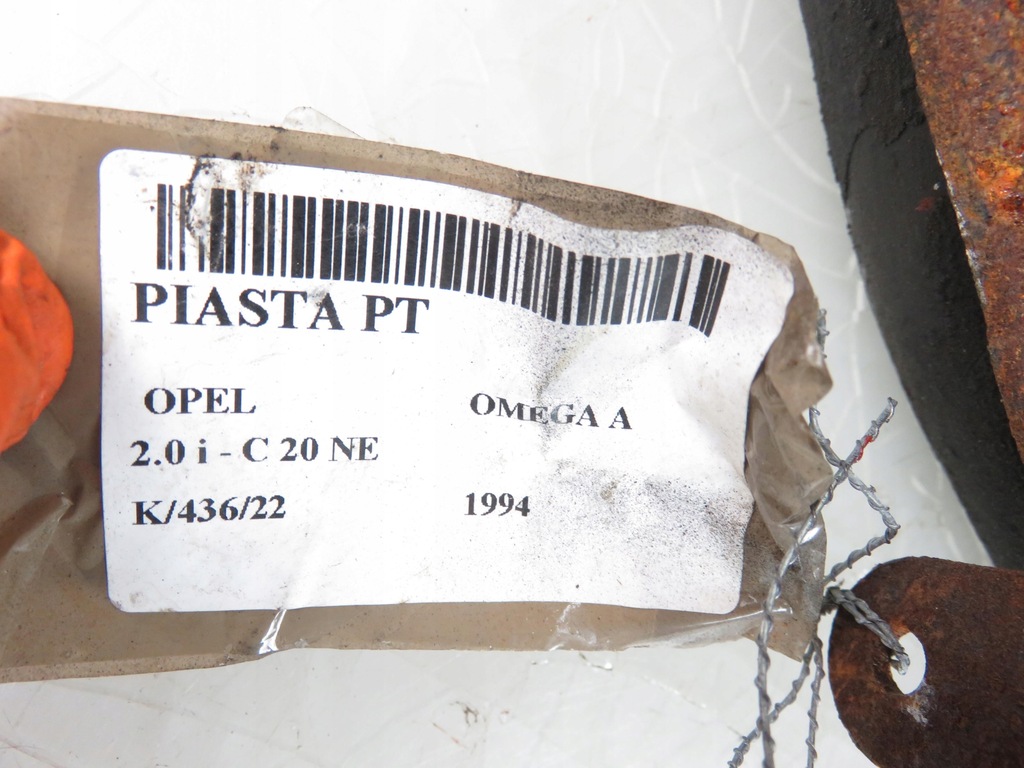 PIASTA PT
OPEL OMEGA A
2.0 i - C 20 NE
K/436/22 1994